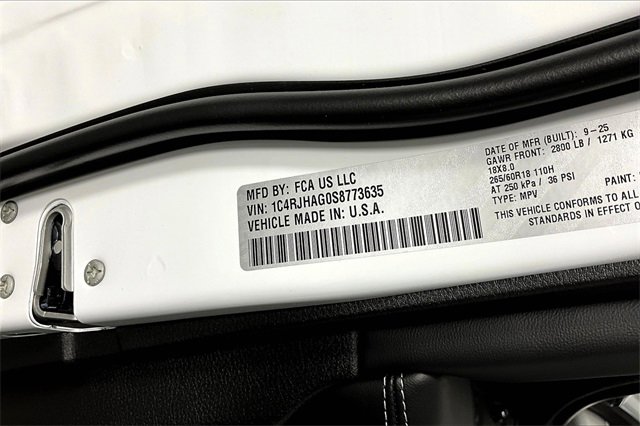 MFD BY: FCA US LLC
VIN: 1C4RJHAG0S8773635
VEHICLE MADE IN: U.S.A.
DATE OF MFR (BUILT): 9-25
GAWR FRONT: 2800 LB / 1271 KG
18X8.0
265/60R18 110H
AT 250 kPa / 36 PSI
TYPE: MPV
PAINT:
THIS VEHICLE CONFORMS TO ALL
STANDARDS IN EFFECT O